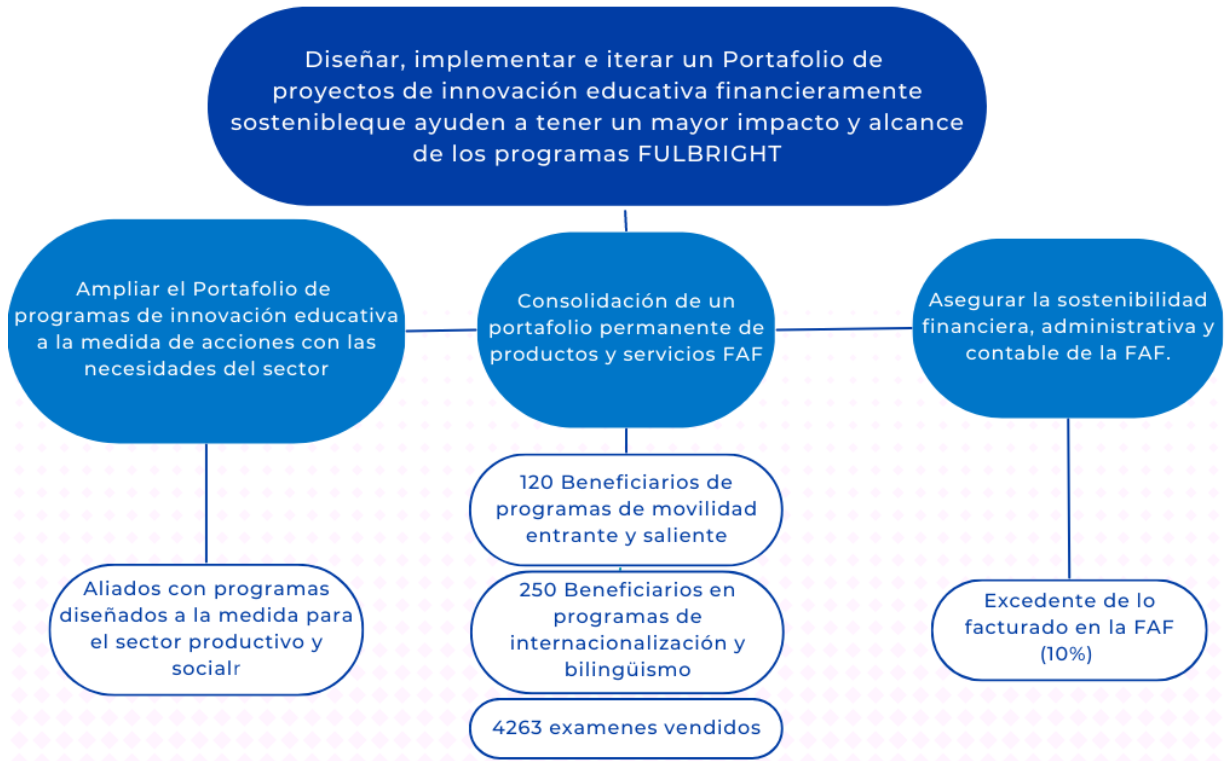 Diseñar, implementar e iterar un Portafolio de
proyectos de innovación educativa financieramente
sostenibleque ayuden a tener un mayor impacto y alcance
de los programas FULBRIGHT
Ampliar el Portafolio de
programas de innovación educativa
a la medida de acciones con las
necesidades del sector
Consolidación de un
portafolio permanente de
productos y servicios FAF
Asegurar la sostenibilidad
financiera, administrativa y
contable de la FAF.
Aliados con programas
diseñados a la medida para
el sector productivo y
socialr
120 Beneficiarios de
programas de movilidad
entrante y saliente
250 Beneficiarios en
programas de
internacionalización y
bilingüismo
4263 examenes vendidos
Excedente de lo
facturado en la FAF
(10%)